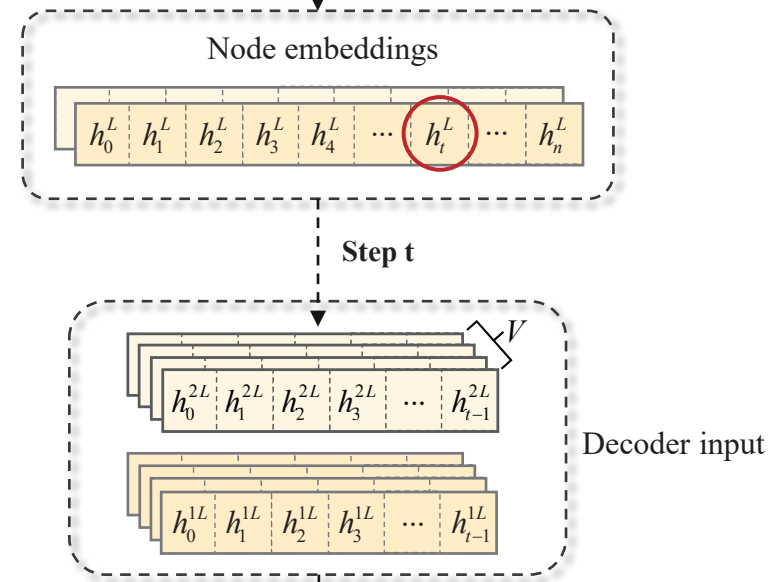 Node embeddings
h_0^L h_1^L h_2^L h_3^L h_4^L ... h_t^L ... h_n^L
Step t
V
h_0^{2L} h_1^{2L} h_2^{2L} h_3^{2L} ... h_{t-1}^{2L}
Decoder input
h_0^{1L} h_1^{1L} h_2^{1L} h_3^{1L} ... h_{t-1}^{1L}